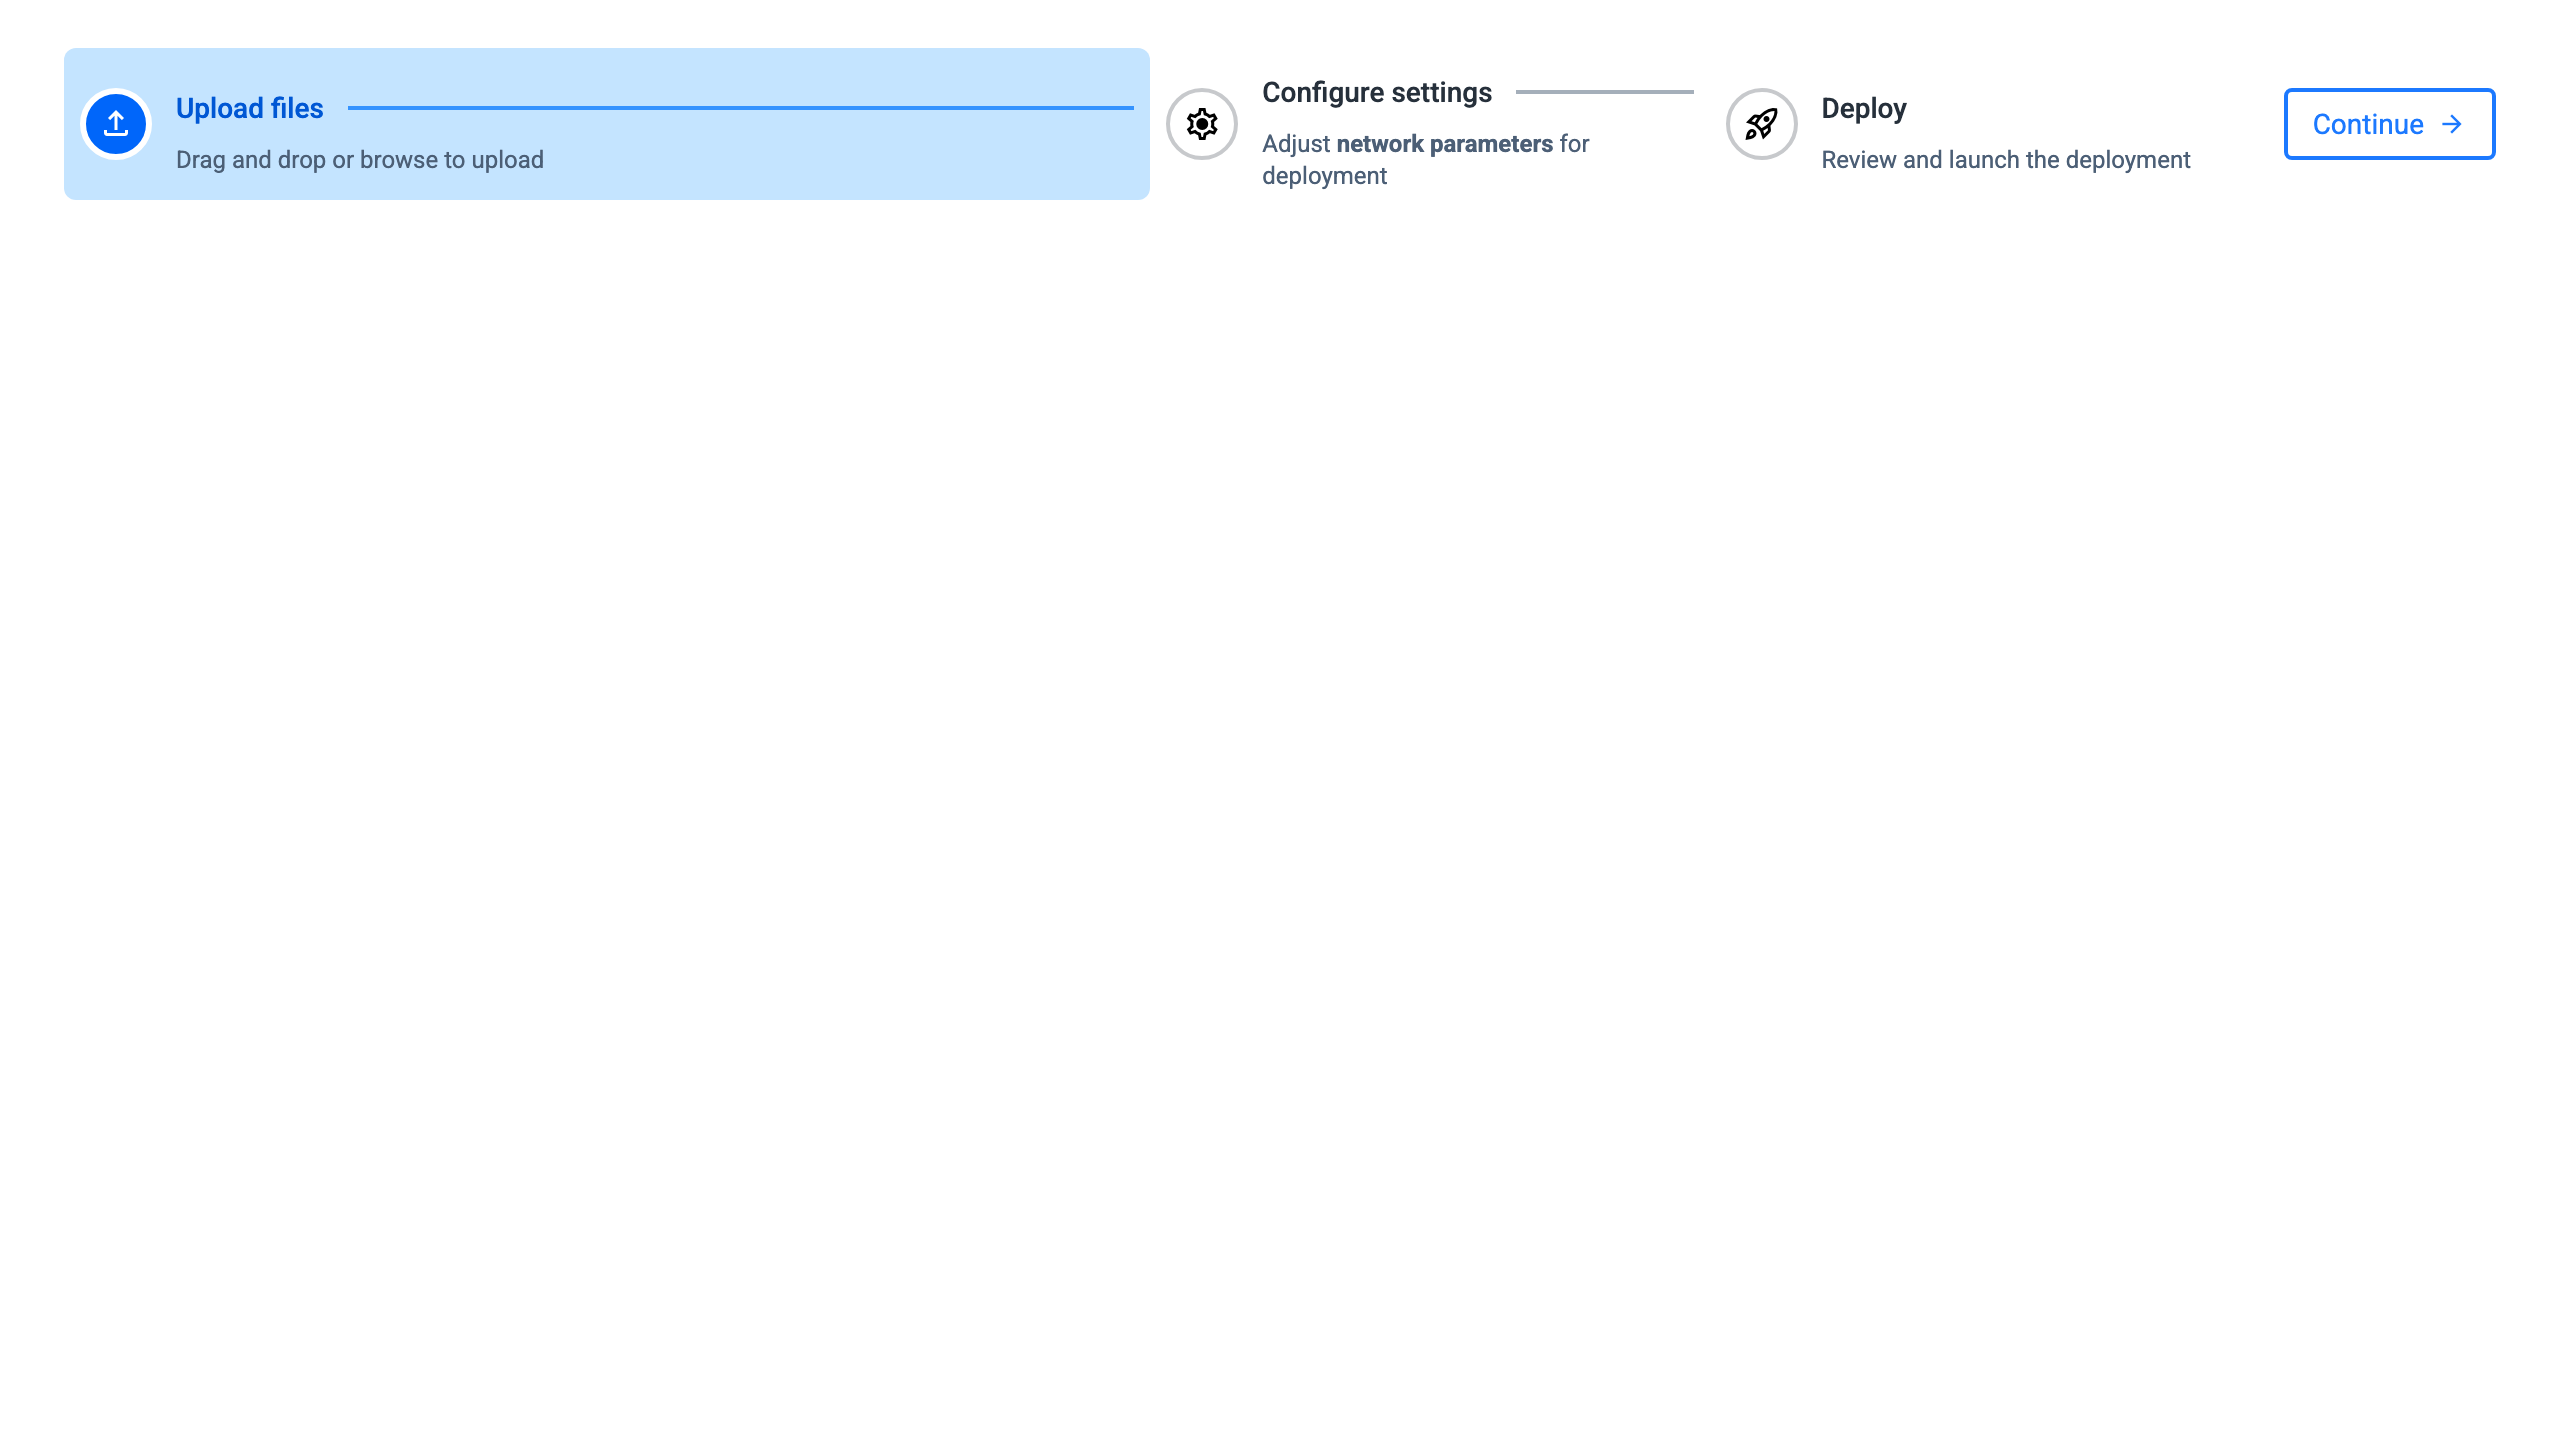 Upload files
Drag and drop or browse to upload
Configure settings
Adjust network parameters for
deployment
Deploy
Review and launch the deployment
Continue